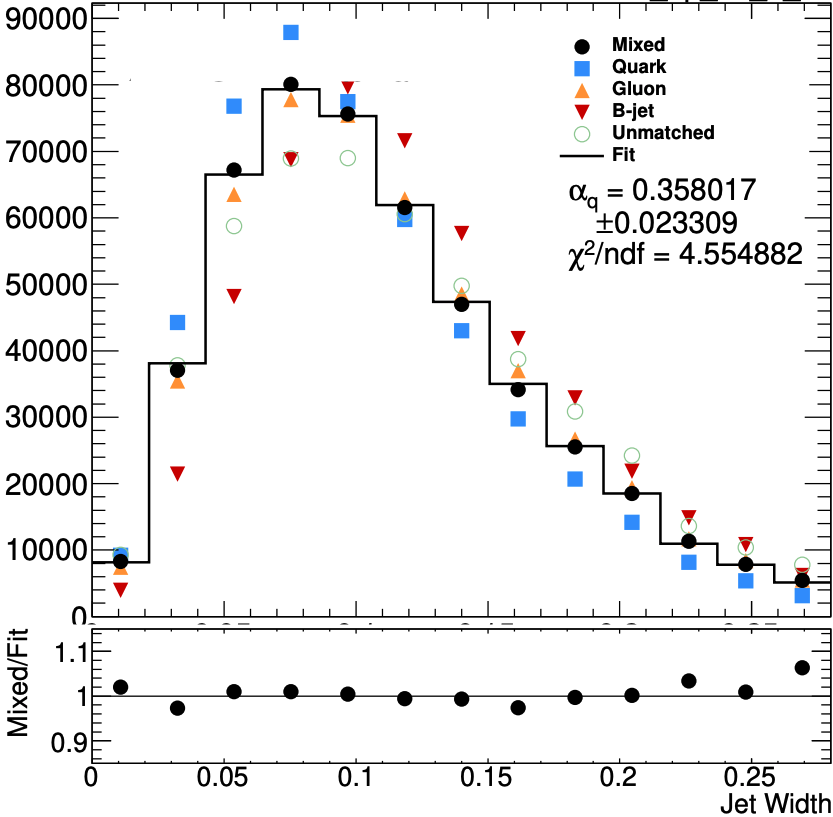 90000
80000
70000
60000
50000
40000
30000
20000
10000
0
Mixed
Quark
Gluon
B-jet
Unmatched
Fit
αq = 0.358017
±0.023309
χ²/ndf = 4.554882
Mixed/Fit
1.1
1
0.9
0 0.05 0.1 0.15 0.2 0.25
Jet Width